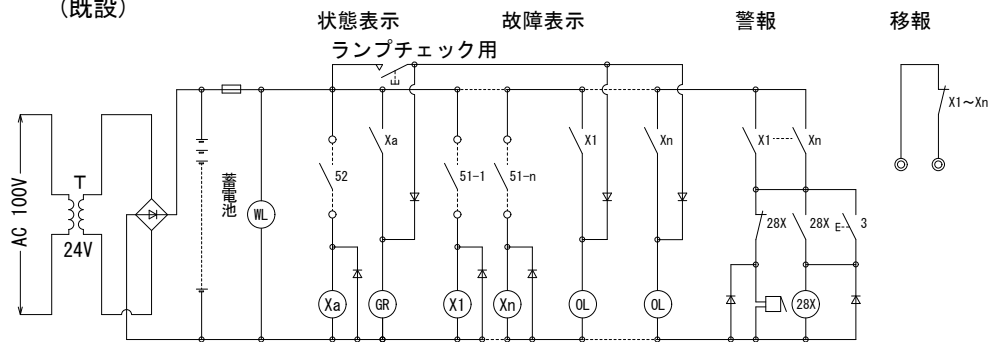 (既設)
状態表示 故障表示 警報 移報
ランプチェック用
X1~Xn
Xa X1 Xn X1 Xn
52 51-1 51-n
T
蓄電池
AC 100V
WL
28X 28X E 3
24V
Xa GR X1 Xn OL OL 28X